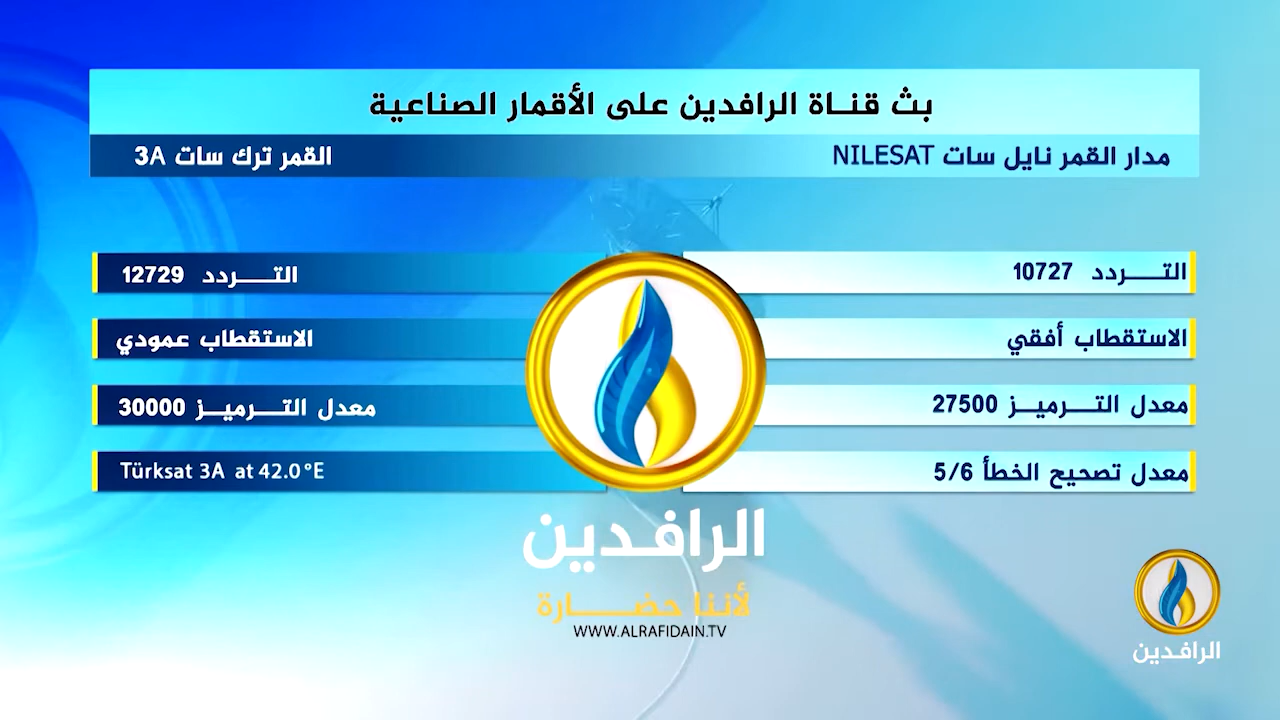 بث قناة الرافدين على الأقمار الصناعية
مدار القمر نايل سات NILESAT
القمر ترك سات 3A
التردد 10727
التردد 12729
الاستقطاب أفقي
الاستقطاب عمودي
معدل الترميز 27500
معدل الترميز 30000
معدل تصحيح الخطأ 5/6
Türksat 3A at 42.0°E
الرافدين
لأننا حضارة
WWW.ALRAFIDAIN.TV
الرافدين